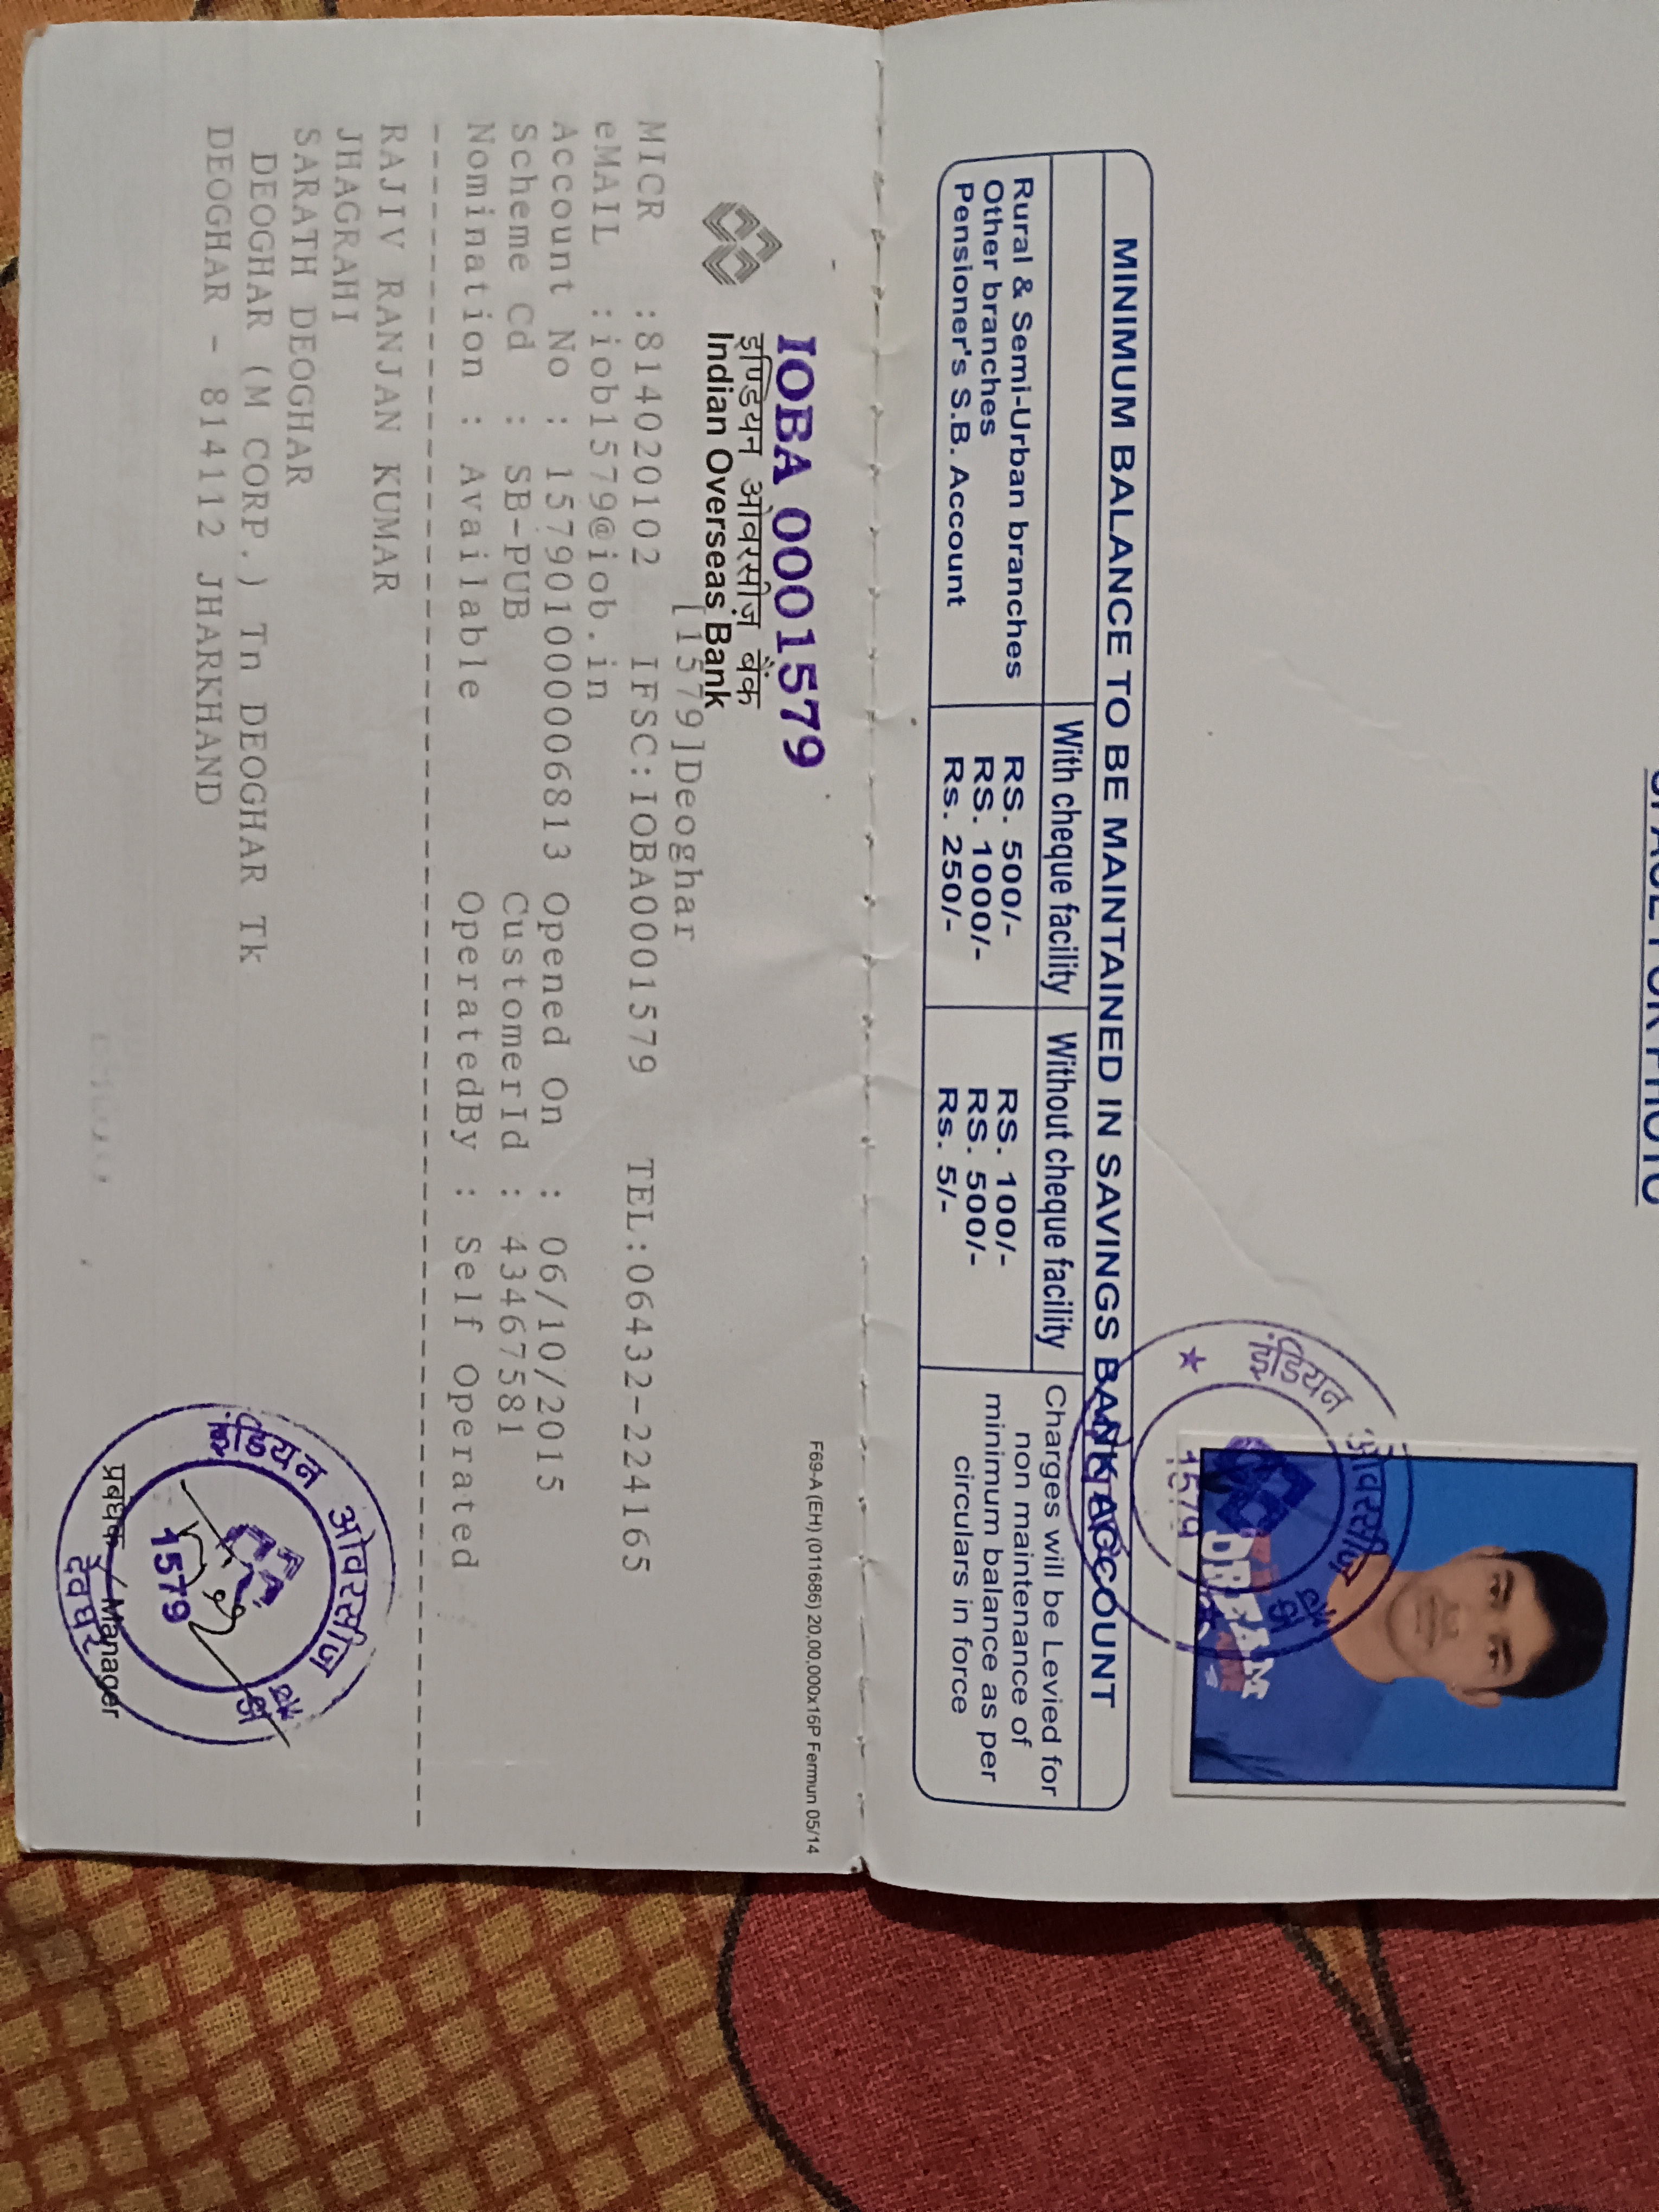 MINIMUM BALANCE TO BE MAINTAINED IN SAVINGS BANK ACCOUNT
With cheque facility Without cheque facility Charges will be Levied for non maintenance of minimum balance as per circulars in force
Rural & Semi-Urban branches RS. 500/- RS. 100/-
Other branches RS. 1000/- RS. 500/-
Pensioner's S.B. Account Rs. 250/- Rs. 5/-
इंडियन ओवरसीज़ बैंक
1579
DREAM
IOBA 0001579
F69-A (EH) (011686) 20,00,000x16P Fermun 05/14
इण्डियन ओवरसीज़ बैंक
Indian Overseas Bank
[1579]Deoghar
MICR :814020102 IFSC:IOBA0001579 TEL:06432-224165
eMAIL :iob1579@iob.in
Account No : 157901000006813 Opened On : 06/10/2015
Scheme Cd : SB-PUB CustomerId : 43467581
Nomination : Available OperatedBy : Self Operated
RAJIV RANJAN KUMAR
JHAGRAHI
SARATH DEOGHAR
DEOGHAR (M CORP.) Tn DEOGHAR Tk
DEOGHAR - 814112 JHARKHAND
इंडियन ओवरसीज़ बैंक
1579
देवघर
प्रबंधक / Manager